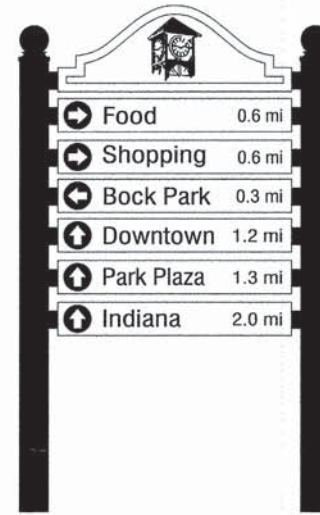 Food 0.6 mi
Shopping 0.6 mi
Bock Park 0.3 mi
Downtown 1.2 mi
Park Plaza 1.3 mi
Indiana 2.0 mi